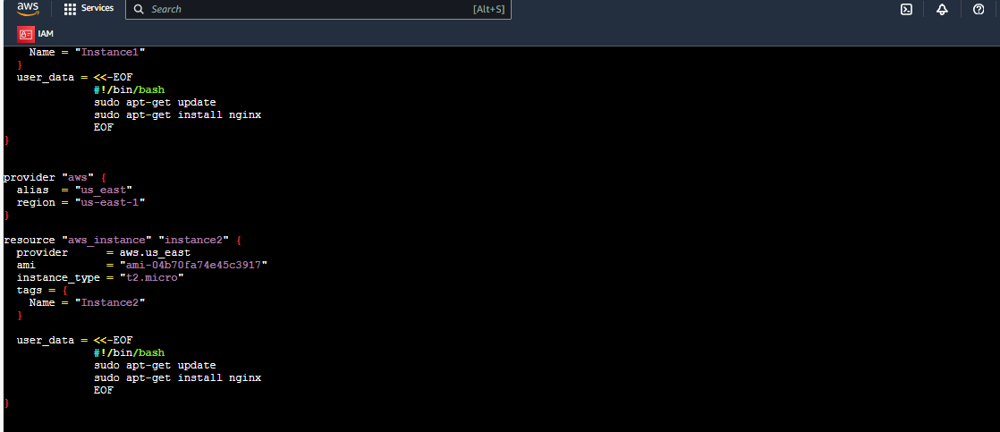 aws
Services
Search
[Alt+S]
IAM
    Name = "Instance1"
  }
  user_data = <<-EOF
              #!/bin/bash
              sudo apt-get update
              sudo apt-get install nginx
              EOF
}
provider "aws" {
  alias  = "us_east"
  region = "us-east-1"
}
resource "aws_instance" "instance2" {
  provider      = aws.us_east
  ami           = "ami-04b70fa74e45c3917"
  instance_type = "t2.micro"
  tags = {
    Name = "Instance2"
  }
  user_data = <<-EOF
              #!/bin/bash
              sudo apt-get update
              sudo apt-get install nginx
              EOF
}